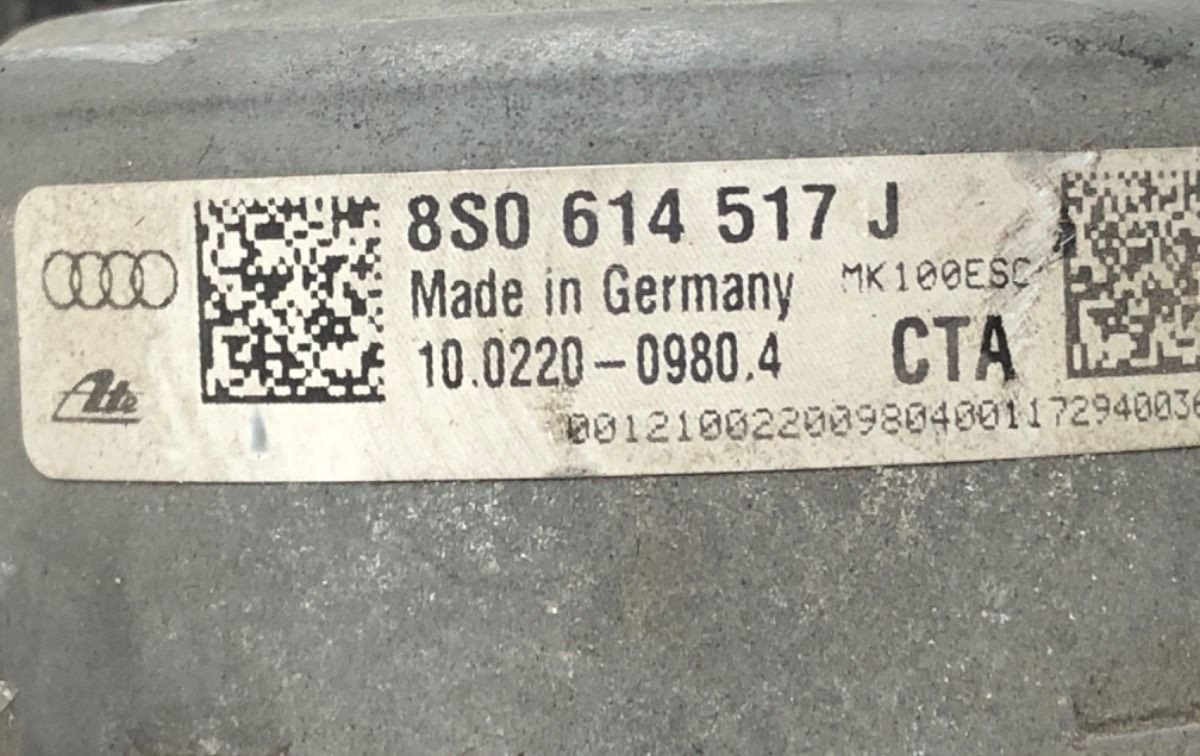 8S0 614 517 J
Made in Germany MK100ESC
10.0220-0980.4 CTA
Ate